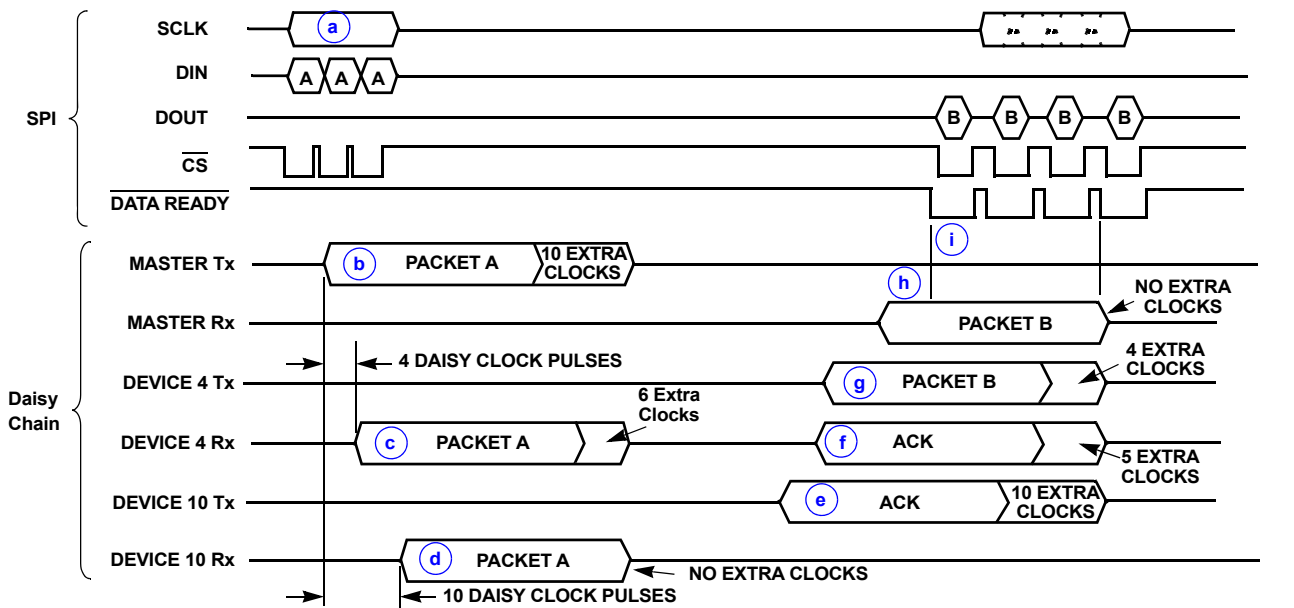 SCLK
a
DIN
A A A
SPI
DOUT
B B B B
CS
DATA READY
i
MASTER Tx
b
PACKET A
10 EXTRA
CLOCKS
h
NO EXTRA
CLOCKS
MASTER Rx
PACKET B
4 DAISY CLOCK PULSES
4 EXTRA
CLOCKS
DEVICE 4 Tx
g
PACKET B
Daisy
Chain
6 Extra
Clocks
DEVICE 4 Rx
c
PACKET A
f
ACK
5 EXTRA
CLOCKS
DEVICE 10 Tx
e
ACK
10 EXTRA
CLOCKS
DEVICE 10 Rx
d
PACKET A
NO EXTRA CLOCKS
10 DAISY CLOCK PULSES